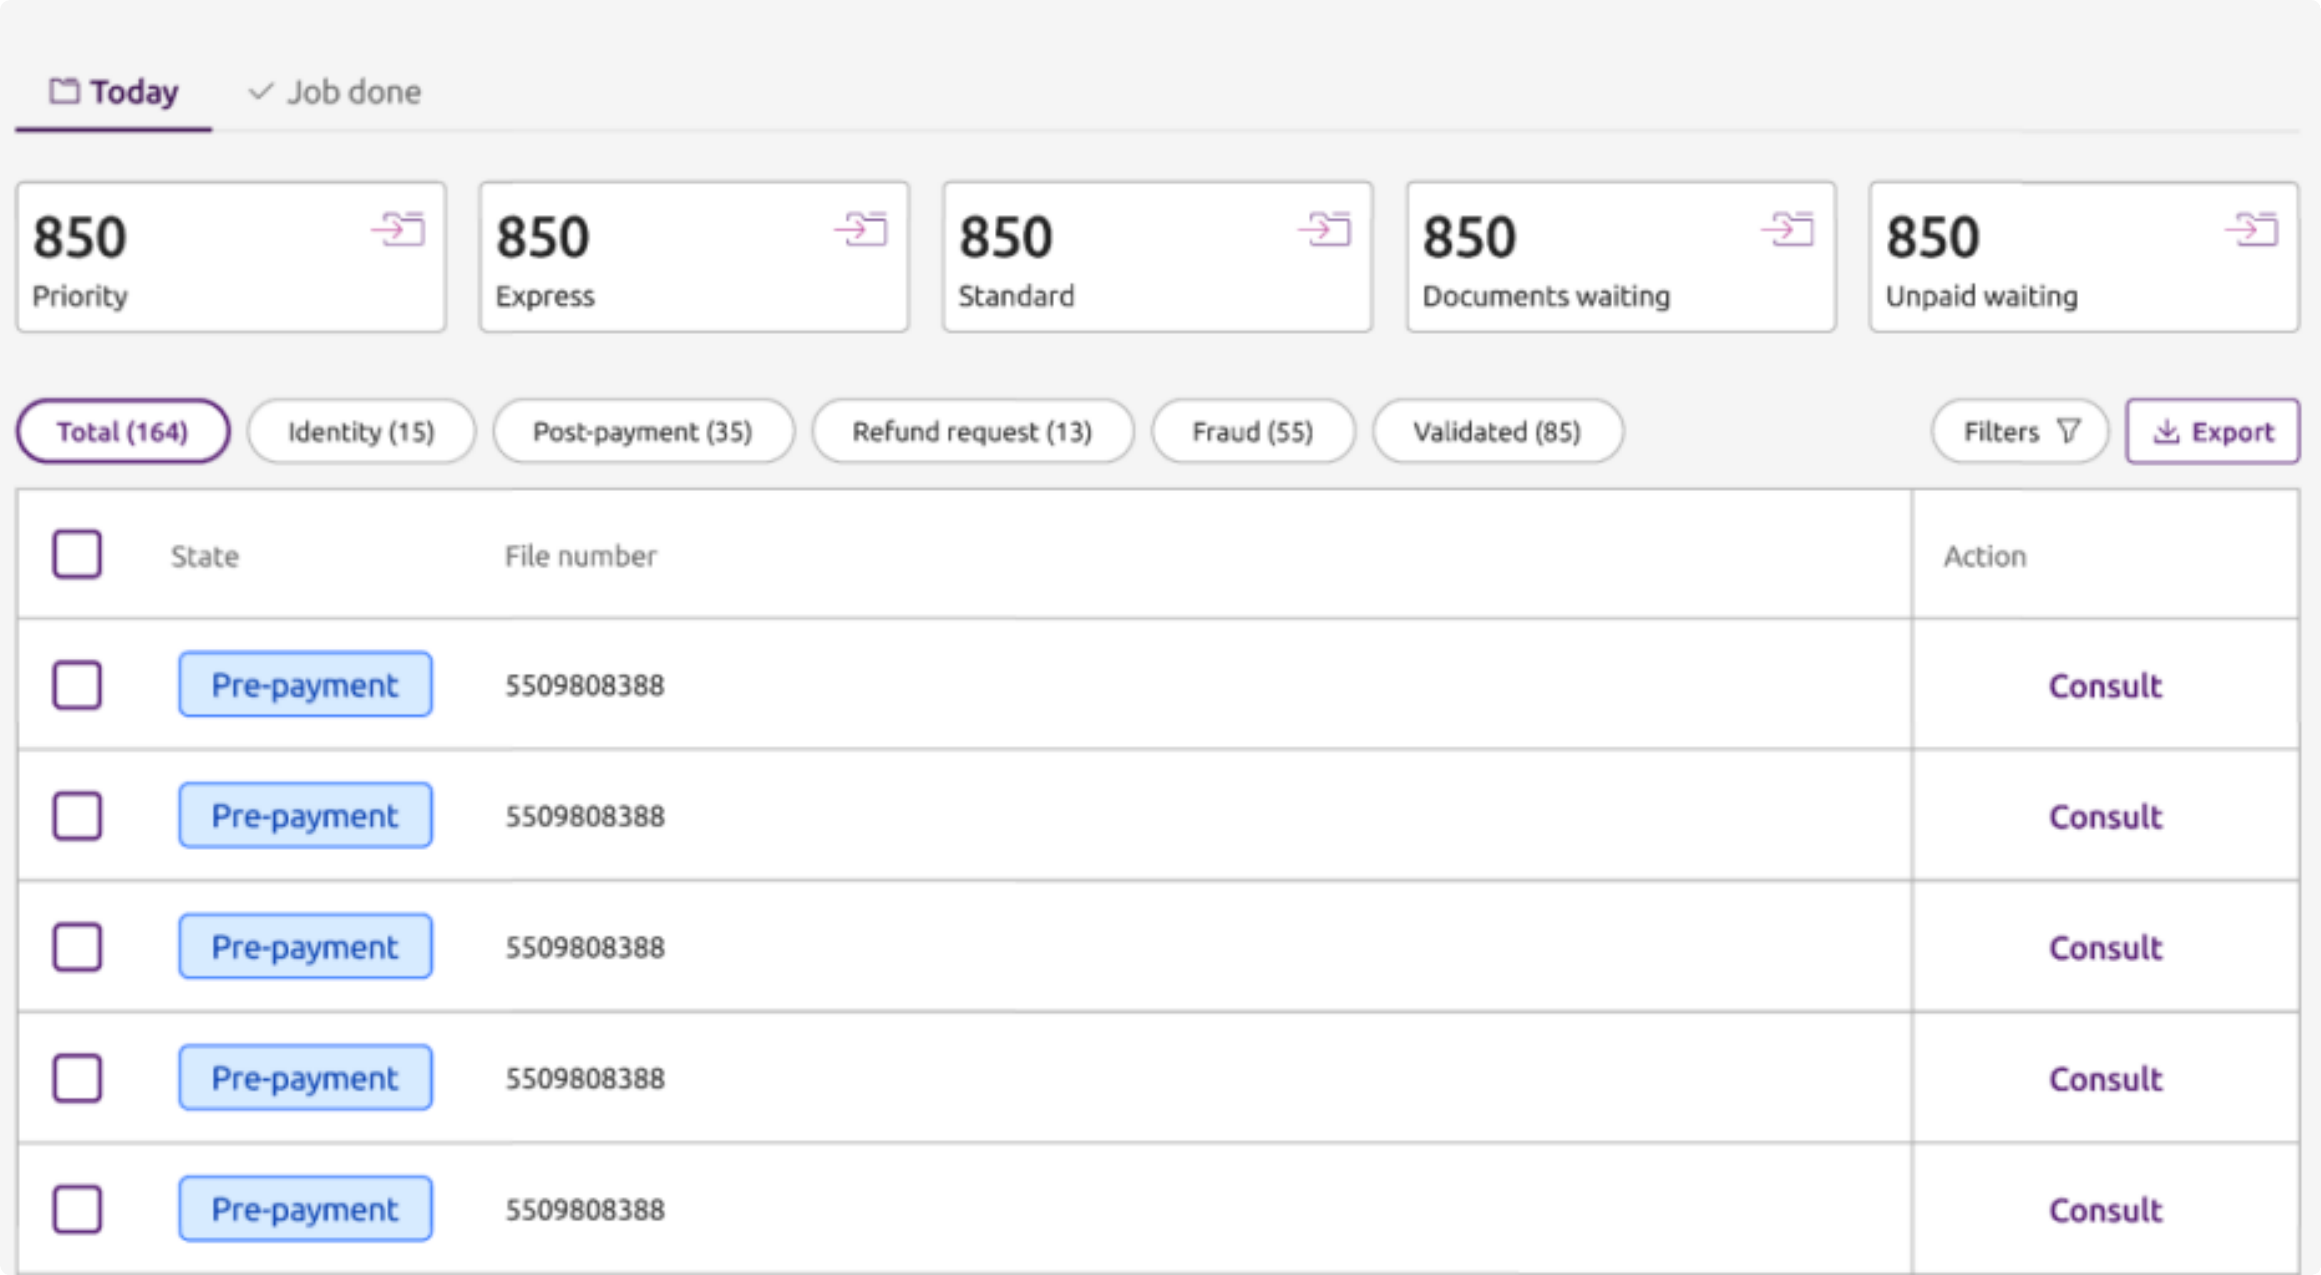 Today Job done
850 850 850 850 850
Priority Express Standard Documents waiting Unpaid waiting
Total (164) Identity (15) Post-payment (35) Refund request (13) Fraud (55) Validated (85) Filters Export
State File number Action
Pre-payment 5509808388 Consult
Pre-payment 5509808388 Consult
Pre-payment 5509808388 Consult
Pre-payment 5509808388 Consult
Pre-payment 5509808388 Consult